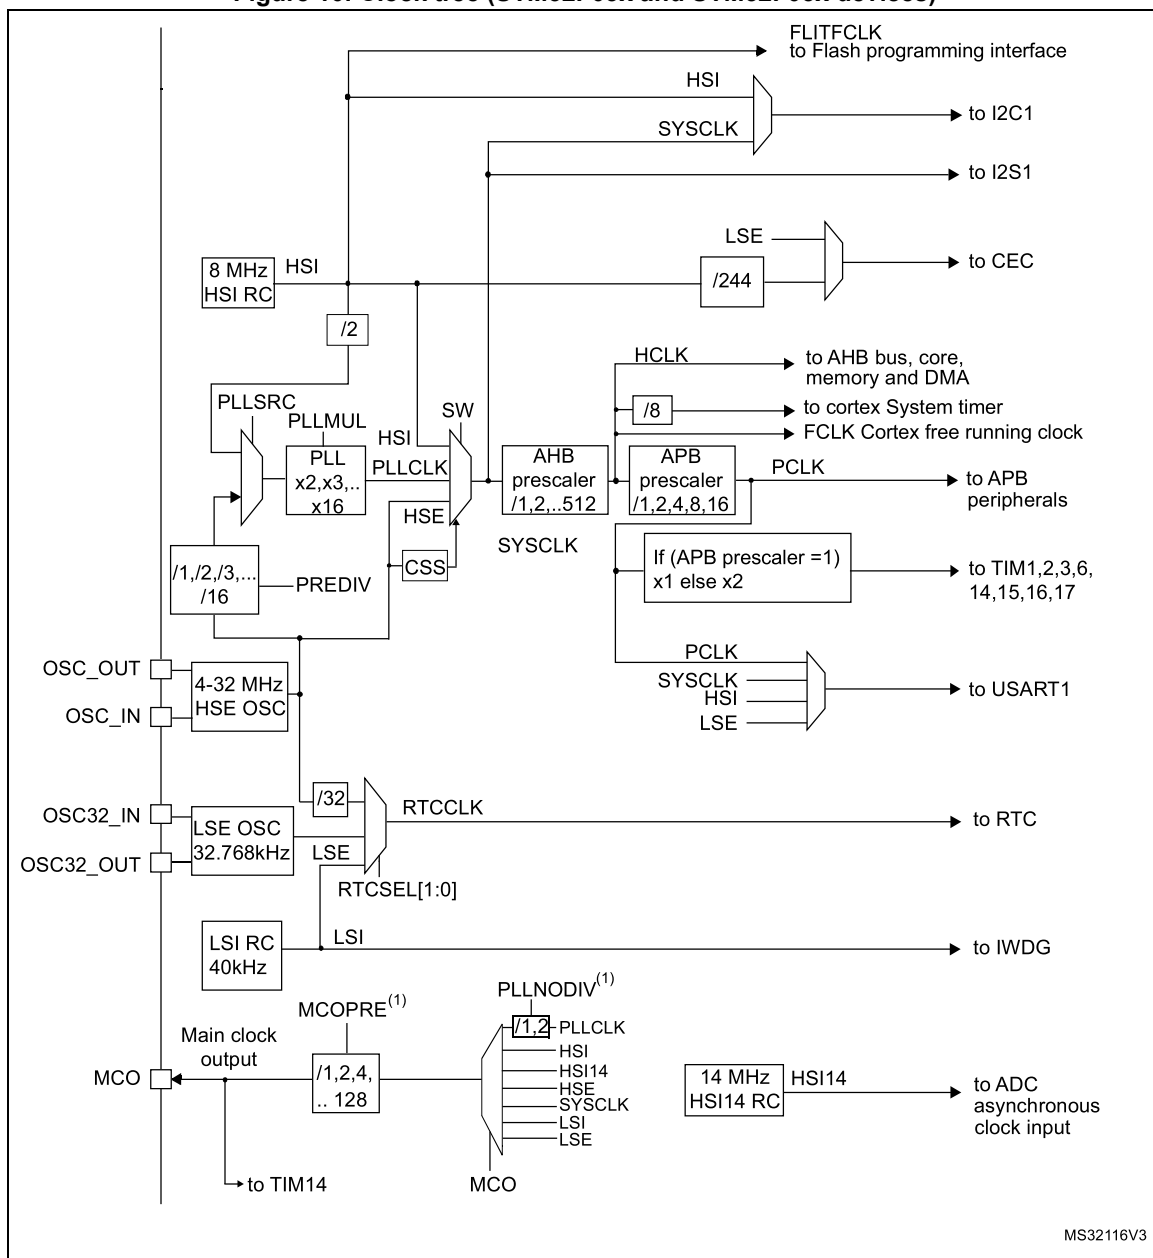 FLITFCLK
to Flash programming interface
HSI
to I2C1
SYSCLK
to I2S1
LSE
to CEC
8 MHz
HSI RC
HSI
/244
/2
HCLK
to AHB bus, core,
memory and DMA
/8
to cortex System timer
FCLK Cortex free running clock
PLLSRC
PLLMUL
SW
HSI
PLL
x2,x3,..
x16
PLLCLK
HSE
AHB
prescaler
/1,2,..512
APB
prescaler
/1,2,4,8,16
PCLK
to APB
peripherals
SYSCLK
CSS
If (APB prescaler =1)
x1 else x2
to TIM1,2,3,6,
14,15,16,17
/1,/2,/3,...
/16
PREDIV
OSC_OUT
OSC_IN
4-32 MHz
HSE OSC
PCLK
SYSCLK
HSI
LSE
to USART1
/32
RTCCLK
to RTC
OSC32_IN
OSC32_OUT
LSE OSC
32.768kHz
LSE
RTCSEL[1:0]
LSI RC
40kHz
LSI
to IWDG
PLLNODIV(1)
MCOPRE(1)
/1,2
PLLCLK
HSI
HSI14
HSE
SYSCLK
LSI
LSE
Main clock
output
MCO
/1,2,4,
.. 128
14 MHz
HSI14 RC
HSI14
to ADC
asynchronous
clock input
to TIM14
MCO
MS32116V3